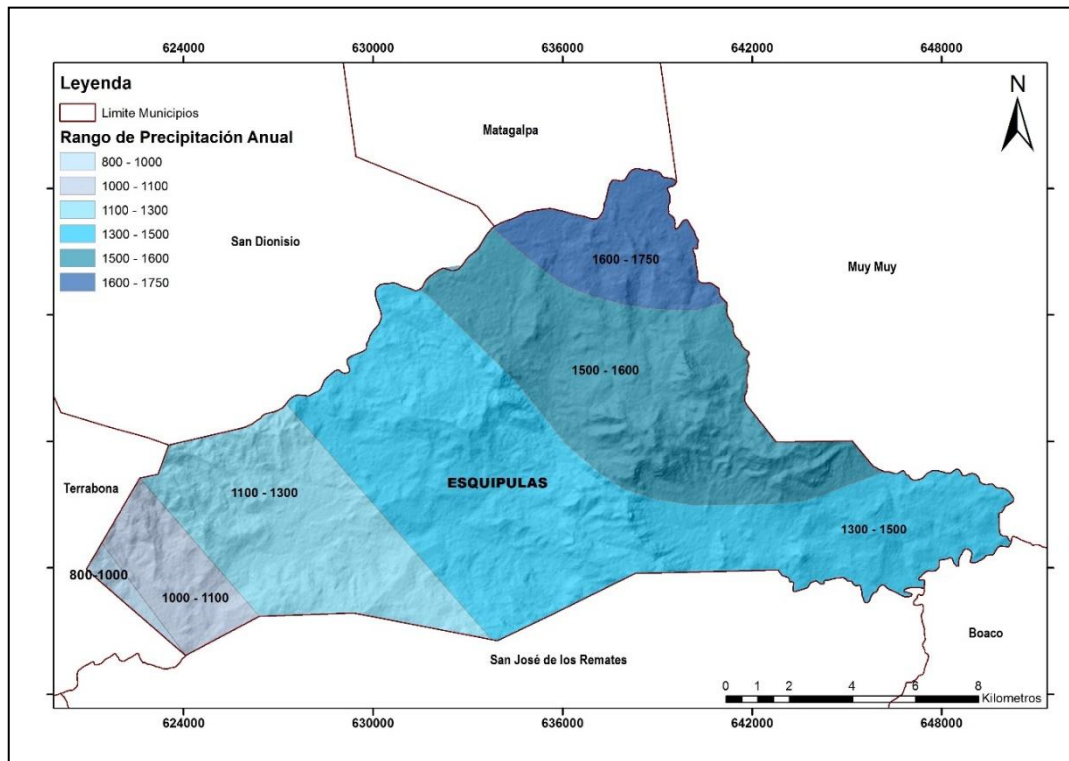 624000 630000 636000 642000 648000
Leyenda
Limite Municipios
Rango de Precipitación Anual
800 - 1000
1000 - 1100
1100 - 1300
1300 - 1500
1500 - 1600
1600 - 1750
N
Matagalpa
San Dionisio
Muy Muy
1600 - 1750
1500 - 1600
Terrabona
ESQUIPULAS
1100 - 1300
1300 - 1500
800-1000
1000 - 1100
Boaco
San José de los Remates
0 1 2 4 6 8
Kilometros
624000 630000 636000 642000 648000